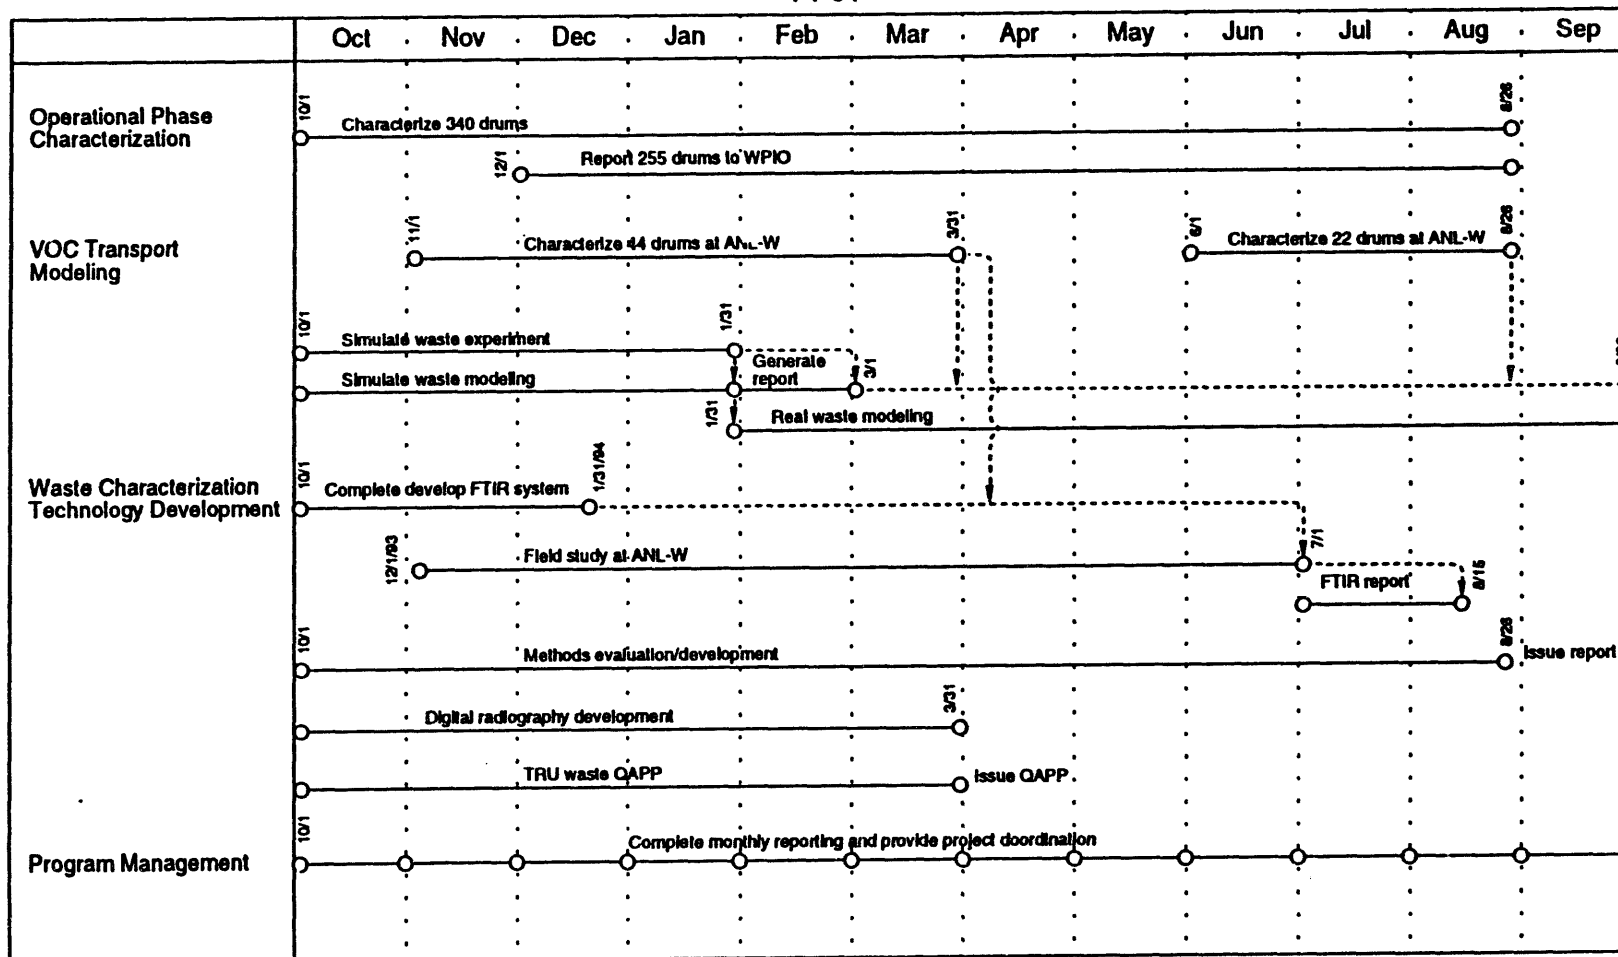 Oct Nov Dec Jan Feb Mar Apr May Jun Jul Aug Sep
Operational Phase
Characterization
10/1
Characterize 340 drums
8/26
12/1
Report 255 drums to WPIO
VOC Transport
Modeling
11/1
Characterize 44 drums at ANL-W
3/31
6/1
Characterize 22 drums at ANL-W
8/26
10/1
Simulate waste experiment
1/31
Generate
report
3/1
Simulate waste modeling
1/31
Real waste modeling
Waste Characterization
Technology Development
10/1
Complete develop FTIR system
1/31/94
12/1/93
Field study at ANL-W
7/1
FTIR report
8/15
10/1
Methods evaluation/development
8/26
Issue report
Digital radiography development
3/31
TRU waste QAPP
Issue QAPP
Program Management
10/1
Complete monthly reporting and provide project doordination